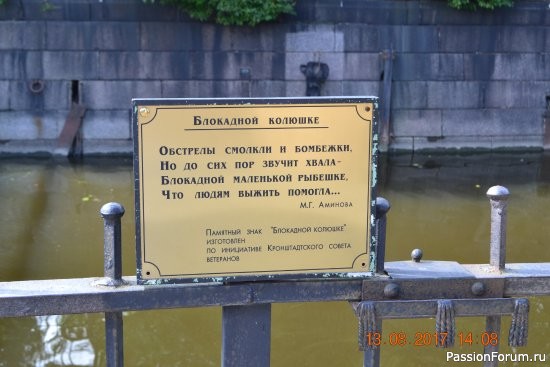 БЛОКАДНОЙ КОЛЮШКЕ
ОБСТРЕЛЫ СМОЛКЛИ И БОМБЕЖКИ,
НО ДО СИХ ПОР ЗВУЧИТ ХВАЛА-
БЛОКАДНОЙ МАЛЕНЬКОЙ РЫБЕШКЕ,
ЧТО ЛЮДЯМ ВЫЖИТЬ ПОМОГЛА...
М.Г. АМИНОВА
ПАМЯТНЫЙ ЗНАК "БЛОКАДНОЙ КОЛЮШКЕ"
ИЗГОТОВЛЕН
ПО ИНИЦИАТИВЕ КРОНШТАДТСКОГО СОВЕТА
ВЕТЕРАНОВ
13.08.2017 14:08
PassionForum.ru